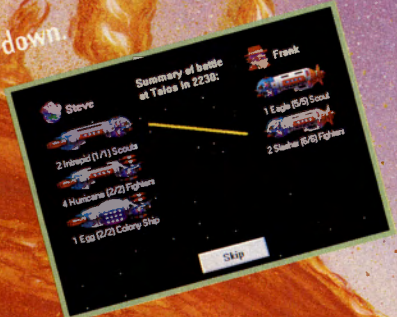 down.
Steve
Summary of battle
at Talos in 2230:
Frank
2 Intrepid (1/1) Scouts
4 Hurricane (2/2) Fighters
1 Egg (2/2) Colony Ship
1 Eagle (5/5) Scout
2 Slasher (6/6) Fighters
Skip